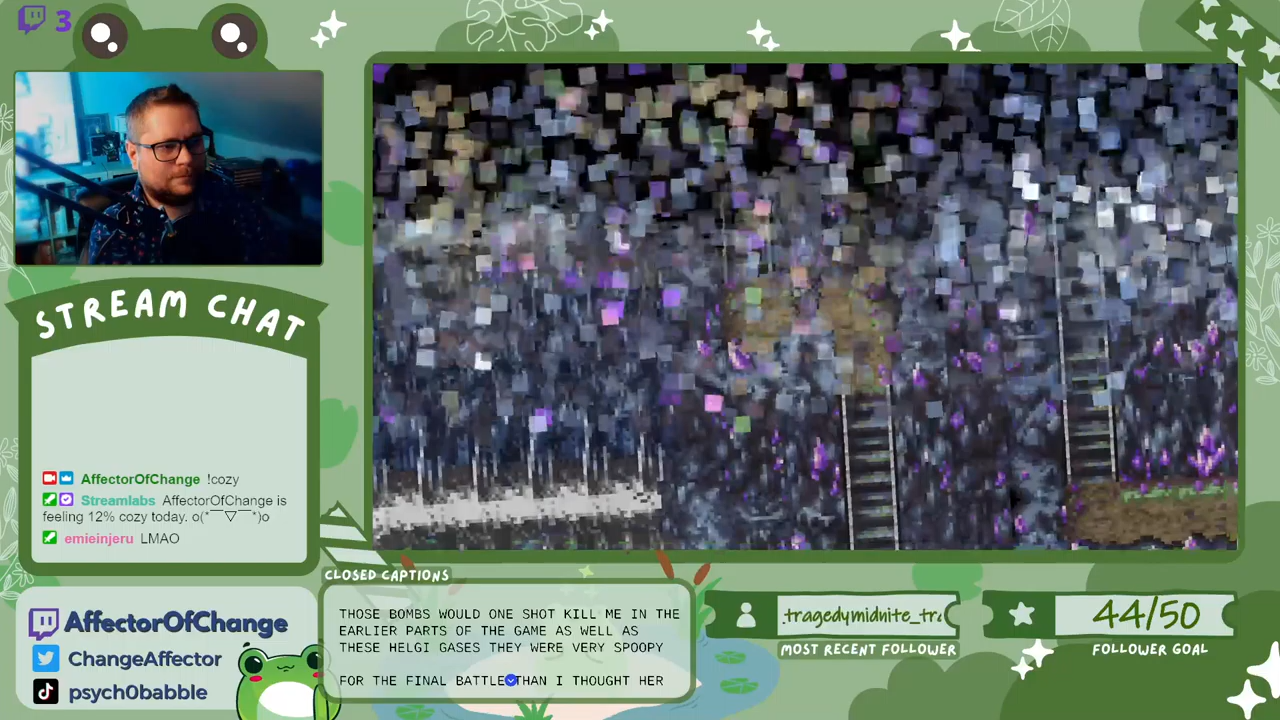 3
STREAM CHAT
AffectorOfChange !cozy
Streamlabs AffectorOfChange is
feeling 12% cozy today. o(*￣▽￣*)o
emieinjeru LMAO
AffectorOfChange
ChangeAffector
psych0babble
CLOSED CAPTIONS
THOSE BOMBS WOULD ONE SHOT KILL ME IN THE
EARLIER PARTS OF THE GAME AS WELL AS
THESE HELGI GASES THEY WERE VERY SPOOPY
FOR THE FINAL BATTLE THAN I THOUGHT HER
.tragedymidnite_tra
MOST RECENT FOLLOWER
44/50
FOLLOWER GOAL